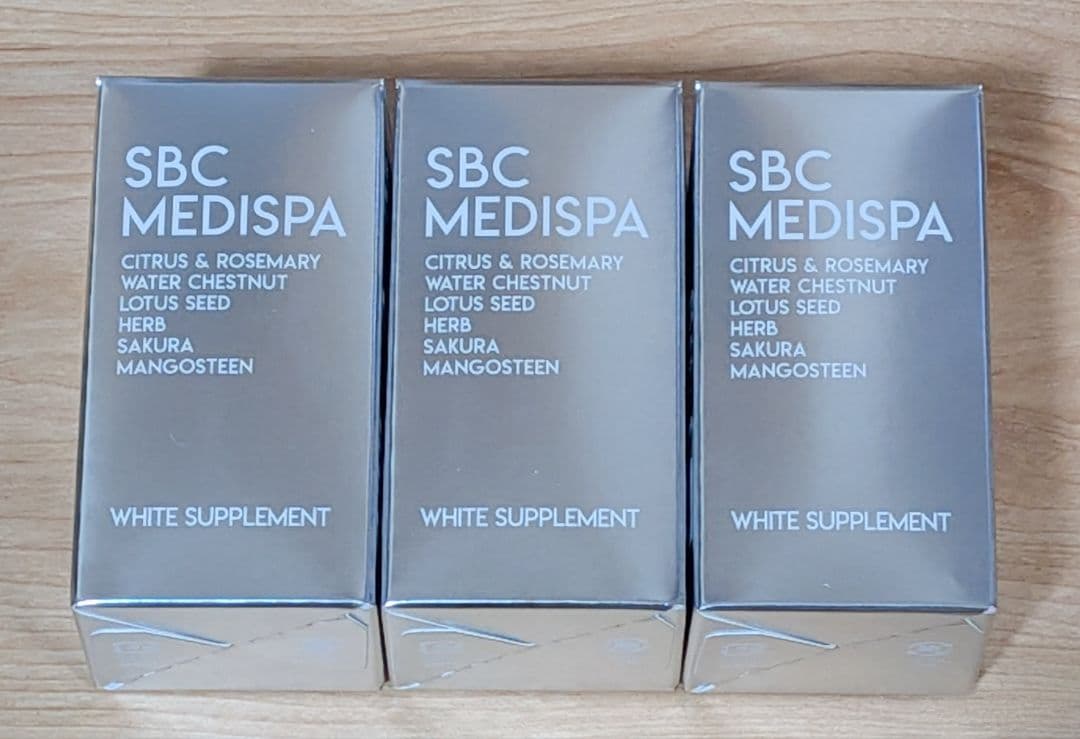 SBC
MEDISPA
CITRUS & ROSEMARY
WATER CHESTNUT
LOTUS SEED
HERB
SAKURA
MANGOSTEEN
WHITE SUPPLEMENT
SBC
MEDISPA
CITRUS & ROSEMARY
WATER CHESTNUT
LOTUS SEED
HERB
SAKURA
MANGOSTEEN
WHITE SUPPLEMENT
SBC
MEDISPA
CITRUS & ROSEMARY
WATER CHESTNUT
LOTUS SEED
HERB
SAKURA
MANGOSTEEN
WHITE SUPPLEMENT